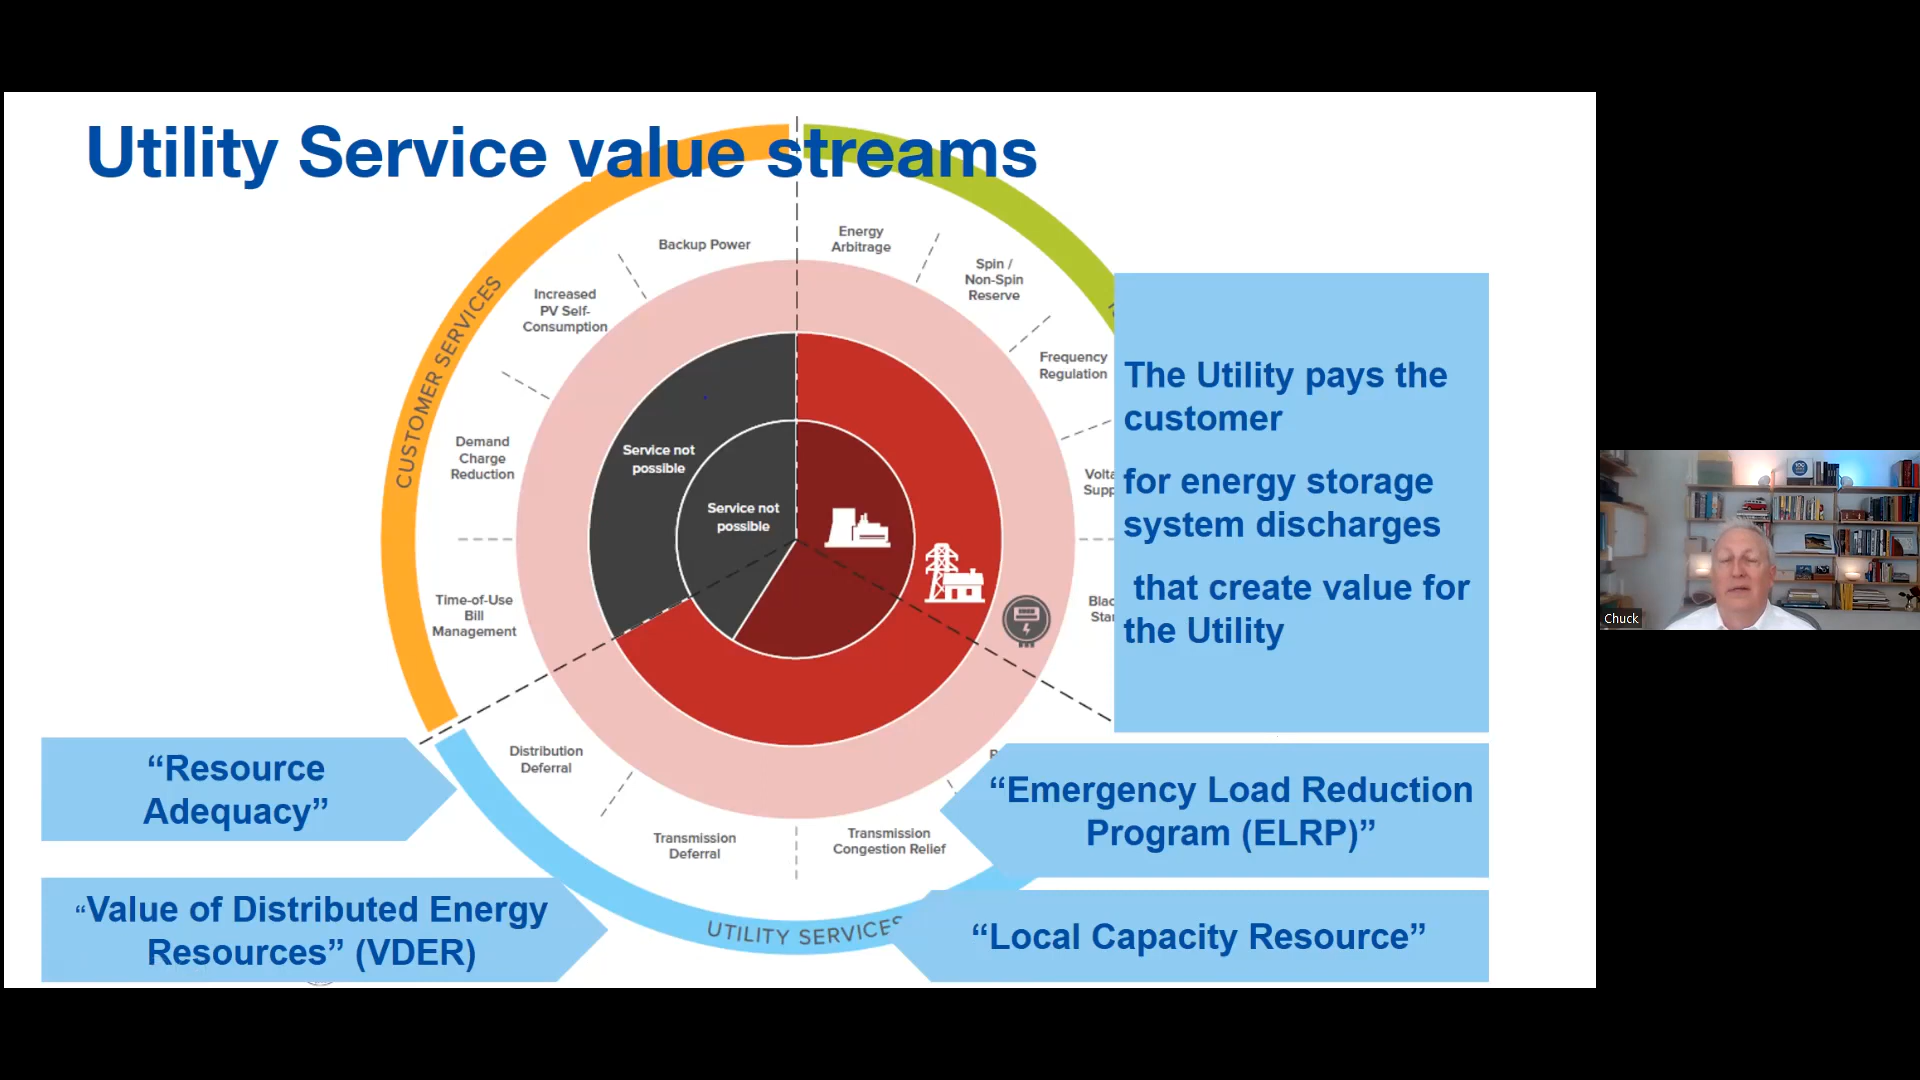 Utility Service value streams
Backup Power
Energy
Arbitrage
Spin /
Non-Spin
Reserve
Increased
PV Self-
Consumption
Frequency
Regulation
CUSTOMER SERVICES
Demand
Charge
Reduction
Service not
possible
Service not
possible
Volta
Supp
Time-of-Use
Bill
Management
Blac
Star
The Utility pays the
customer
for energy storage
system discharges
that create value for
the Utility
Distribution
Deferral
Transmission
Deferral
Transmission
Congestion Relief
UTILITY SERVICES
“Resource
Adequacy”
“Emergency Load Reduction
Program (ELRP)”
“Value of Distributed Energy
Resources” (VDER)
“Local Capacity Resource”
Chuck